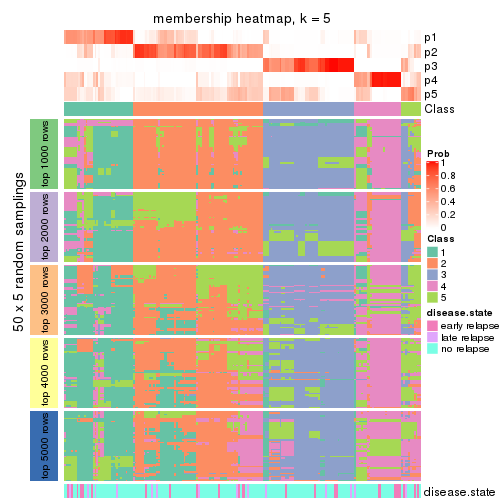 membership heatmap, k = 5
p1
p2
p3
p4
p5
Class
50 x 5 random samplings
top 1000 rows
top 2000 rows
top 3000 rows
top 4000 rows
top 5000 rows
disease.state
Prob
1
0.8
0.6
0.4
0.2
0
Class
1
2
3
4
5
disease.state
early relapse
late relapse
no relapse